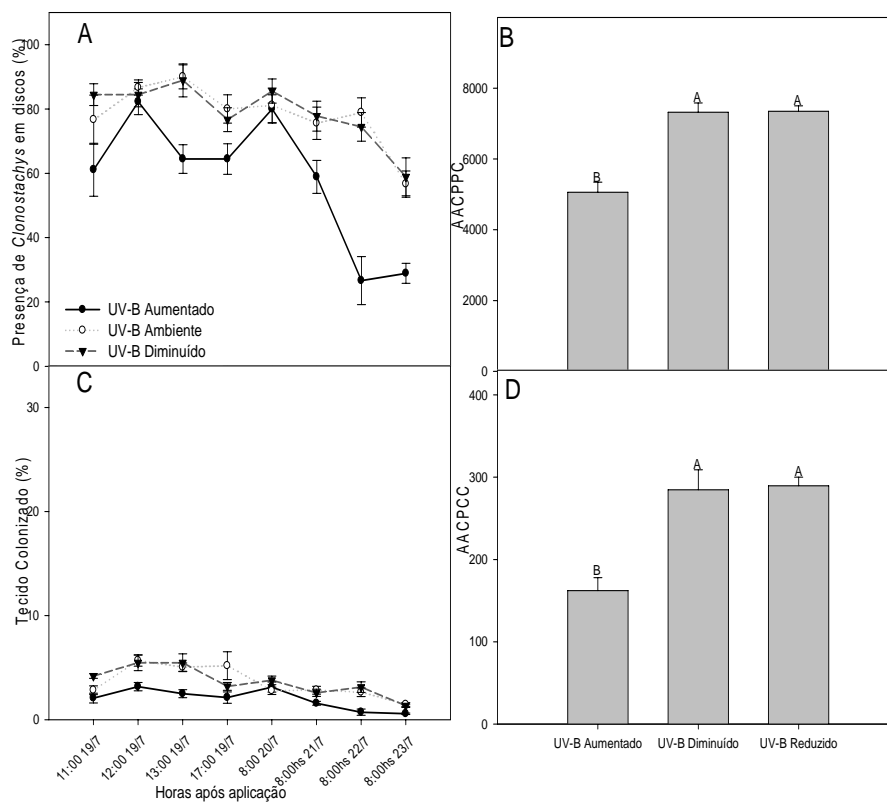 A
Presença de Clonostachys em discos (%)
100
80
60
40
20
0
UV-B Aumentado
UV-B Ambiente
UV-B Diminuído
B
AACPPC
8000
6000
4000
2000
0
B
A
A
C
Tecido Colonizado (%)
30
20
10
0
11:00 19/7
12:00 19/7
13:00 19/7
17:00 19/7
8:00 20/7
8:00hs 21/7
8:00hs 22/7
8:00hs 23/7
Horas após aplicação
D
AACPCC
400
300
200
100
0
B
A
A
UV-B Aumentado
UV-B Diminuído
UV-B Reduzido